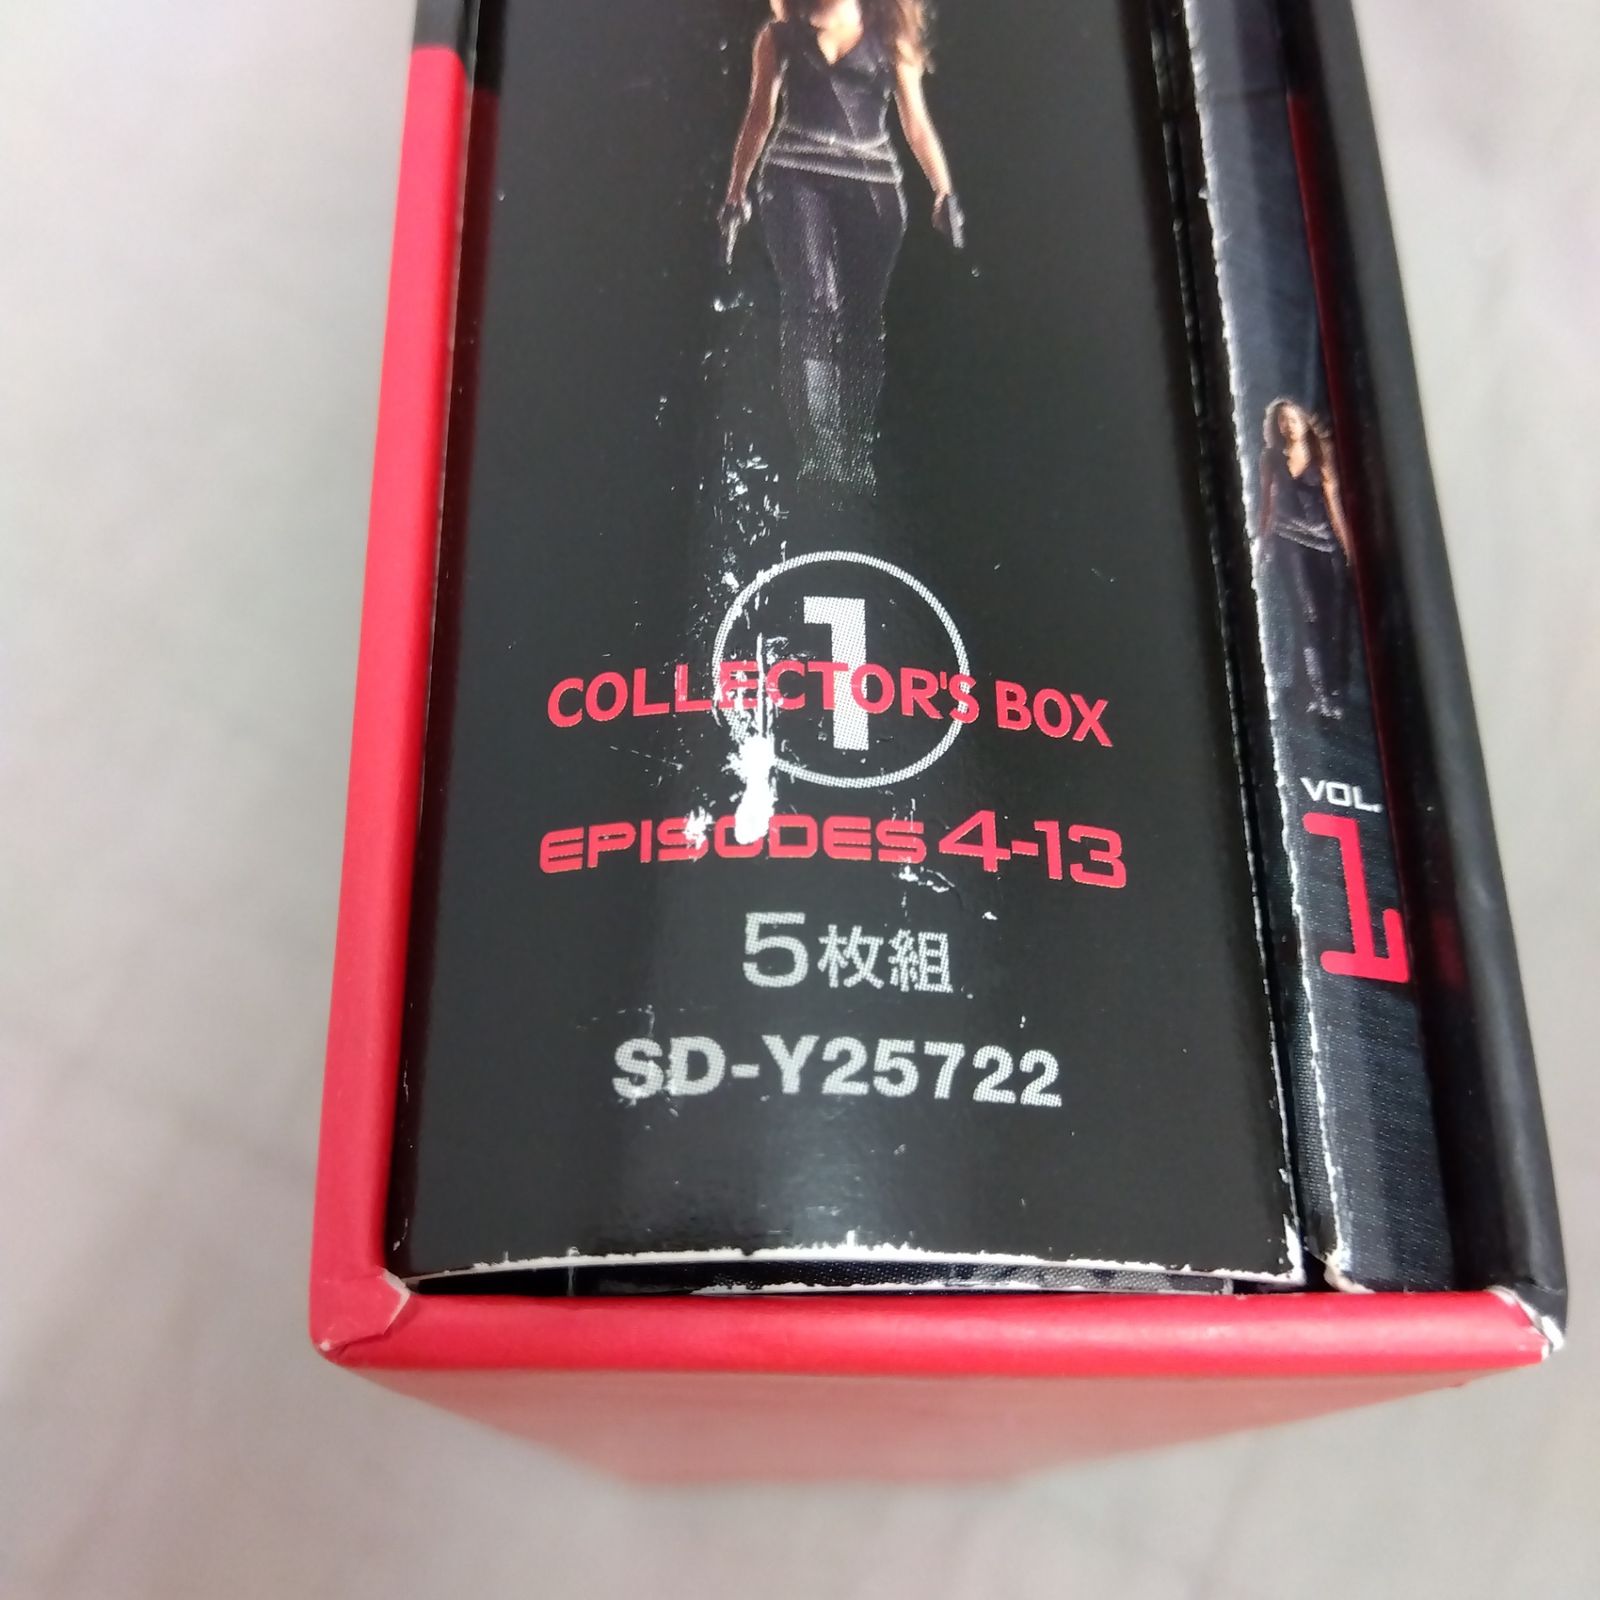 1
COLLECTOR'S BOX
EPISODES 4-13
5枚組
SD-Y25722
VOL.
1